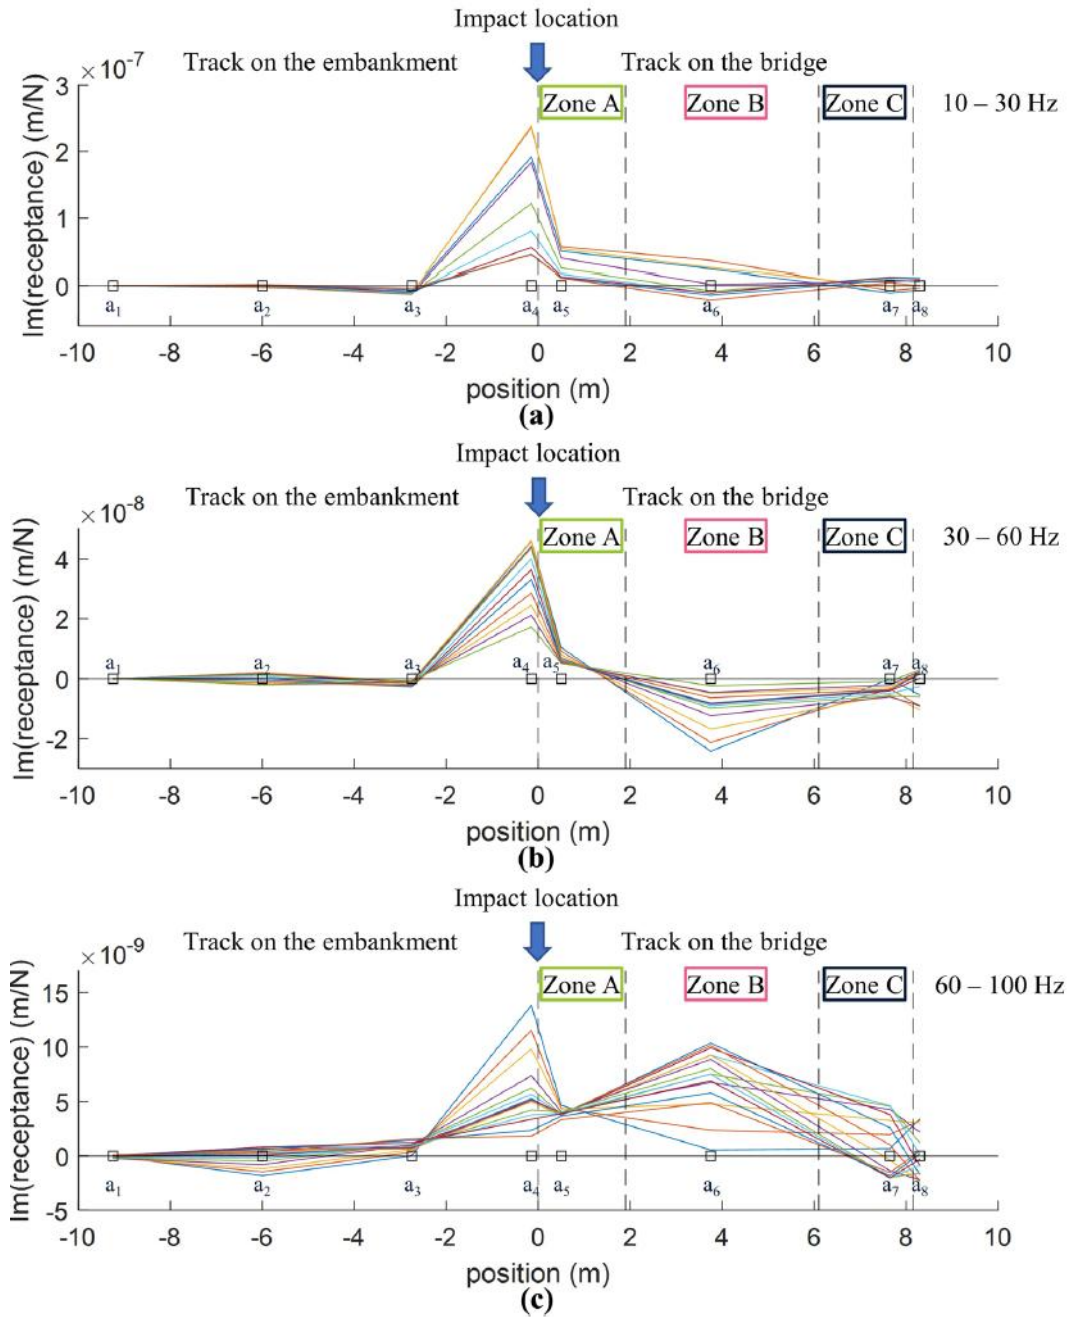 Impact location
Track on the embankment
Track on the bridge
×10⁻⁷
Zone A
Zone B
Zone C
10 – 30 Hz
3
2
1
0
Im(receptance) (m/N)
a₁ a₂ a₃ a₄ a₅ a₆ a₇ a₈
-10 -8 -6 -4 -2 0 2 4 6 8 10
position (m)
(a)
Impact location
Track on the embankment
Track on the bridge
×10⁻⁸
Zone A
Zone B
Zone C
30 – 60 Hz
4
2
0
-2
Im(receptance) (m/N)
a₁ a₂ a₃ a₄ a₅ a₆ a₇ a₈
-10 -8 -6 -4 -2 0 2 4 6 8 10
position (m)
(b)
Impact location
Track on the embankment
Track on the bridge
×10⁻⁹
Zone A
Zone B
Zone C
60 – 100 Hz
15
10
5
0
-5
Im(receptance) (m/N)
a₁ a₂ a₃ a₄ a₅ a₆ a₇ a₈
-10 -8 -6 -4 -2 0 2 4 6 8 10
position (m)
(c)